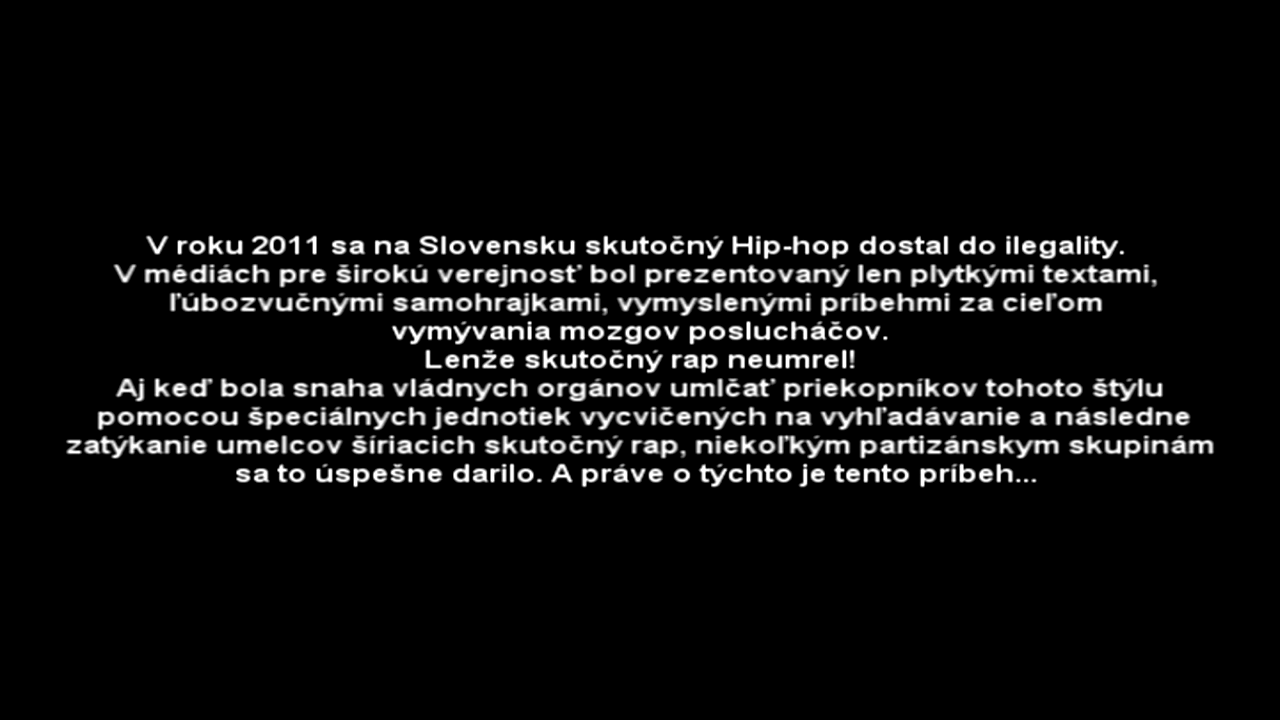 V roku 2011 sa na Slovensku skutočný Hip-hop dostal do ilegality.
V médiách pre širokú verejnosť bol prezentovaný len plytkými textami,
ľúbozvučnými samohrajkami, vymyslenými príbehmi za cieľom
vymývania mozgov poslucháčov.
Lenže skutočný rap neumrel!
Aj keď bola snaha vládnych orgánov umlčať priekopníkov tohoto štýlu
pomocou špeciálnych jednotiek vycvičených na vyhľadávanie a následne
zatýkanie umelcov šíriacich skutočný rap, niekoľkým partizánskym skupinám
sa to úspešne darilo. A práve o týchto je tento príbeh...